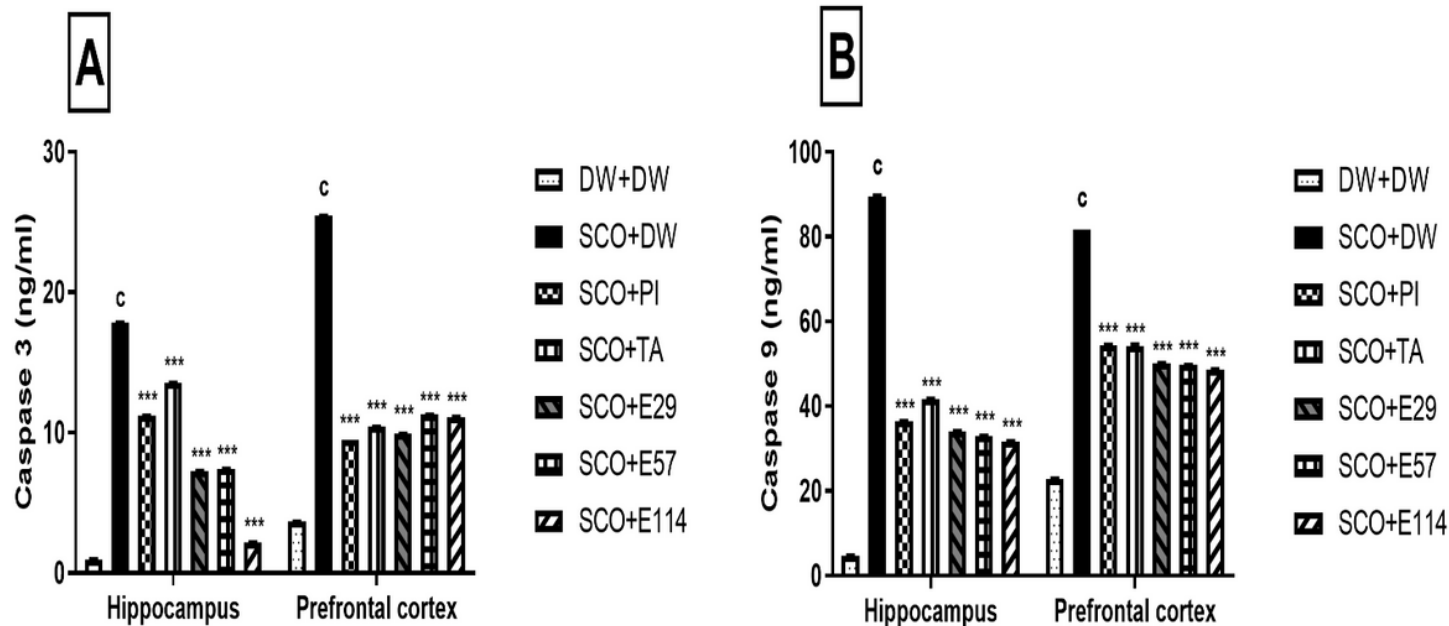 A
Caspase 3 (ng/ml)
30
20
10
0
c
***
***
***
***
***
c
***
***
***
***
***
Hippocampus
Prefrontal cortex
DW+DW
SCO+DW
SCO+PI
SCO+TA
SCO+E29
SCO+E57
SCO+E114
B
Caspase 9 (ng/ml)
100
80
60
40
20
0
c
***
***
***
***
***
c
***
***
***
***
***
Hippocampus
Prefrontal cortex
DW+DW
SCO+DW
SCO+PI
SCO+TA
SCO+E29
SCO+E57
SCO+E114